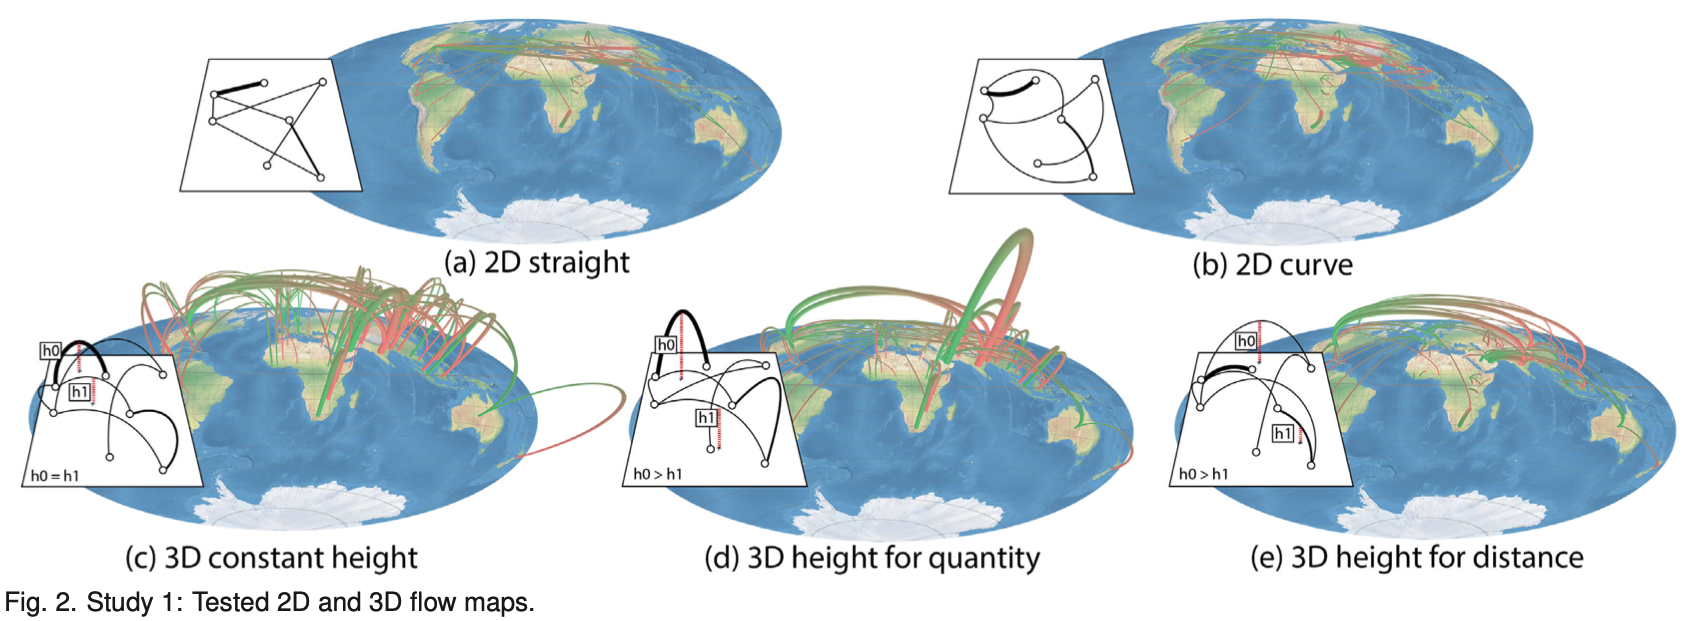 (a) 2D straight
(b) 2D curve
h0
h1
h0 = h1
(c) 3D constant height
h0
h1
h0 > h1
(d) 3D height for quantity
h0
h1
h0 > h1
(e) 3D height for distance
Fig. 2. Study 1: Tested 2D and 3D flow maps.